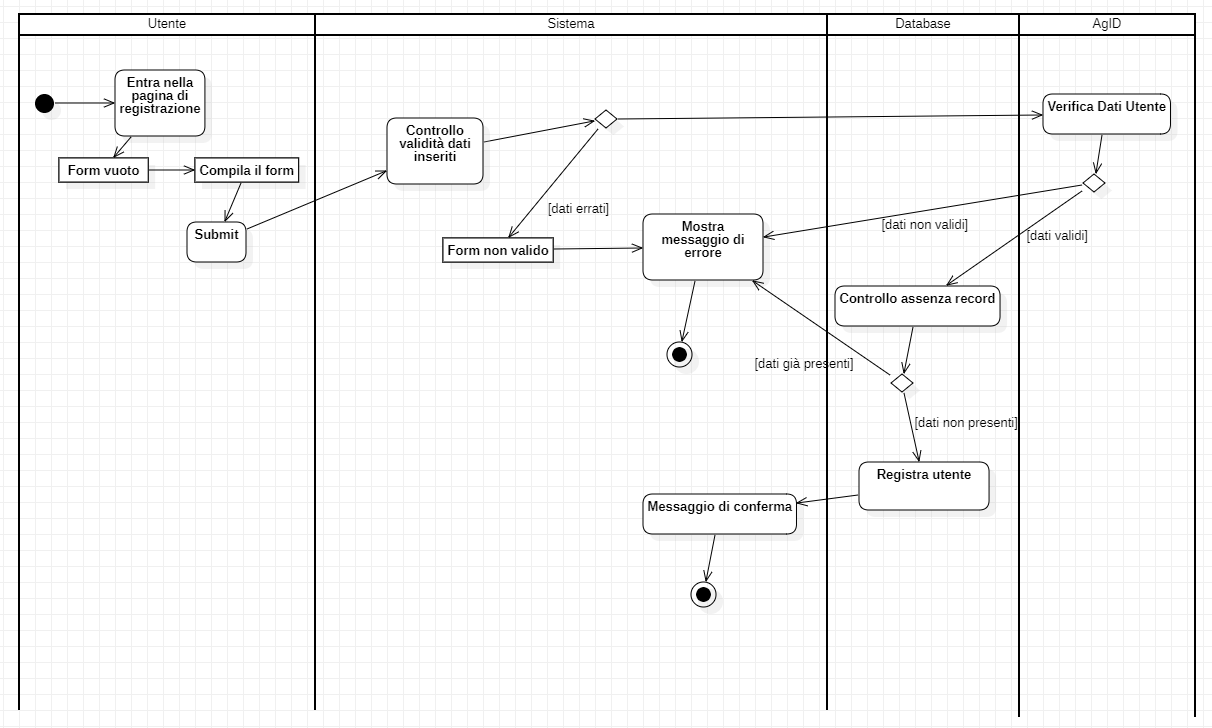 Utente
Sistema
Database
AgID
Entra nella
pagina di
registrazione
Form vuoto
Compila il form
Submit
Controllo
validità dati
inseriti
[dati errati]
Form non valido
Mostra
messaggio di
errore
Verifica Dati Utente
[dati non validi]
[dati validi]
Controllo assenza record
[dati già presenti]
[dati non presenti]
Registra utente
Messaggio di conferma